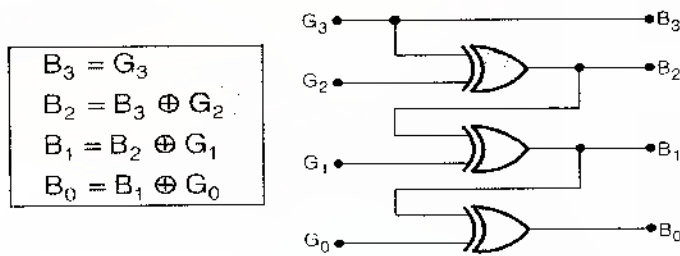 B₃ = G₃
B₂ = B₃ ⊕ G₂
B₁ = B₂ ⊕ G₁
B₀ = B₁ ⊕ G₀
G₃
B₃
G₂
B₂
G₁
B₁
G₀
B₀